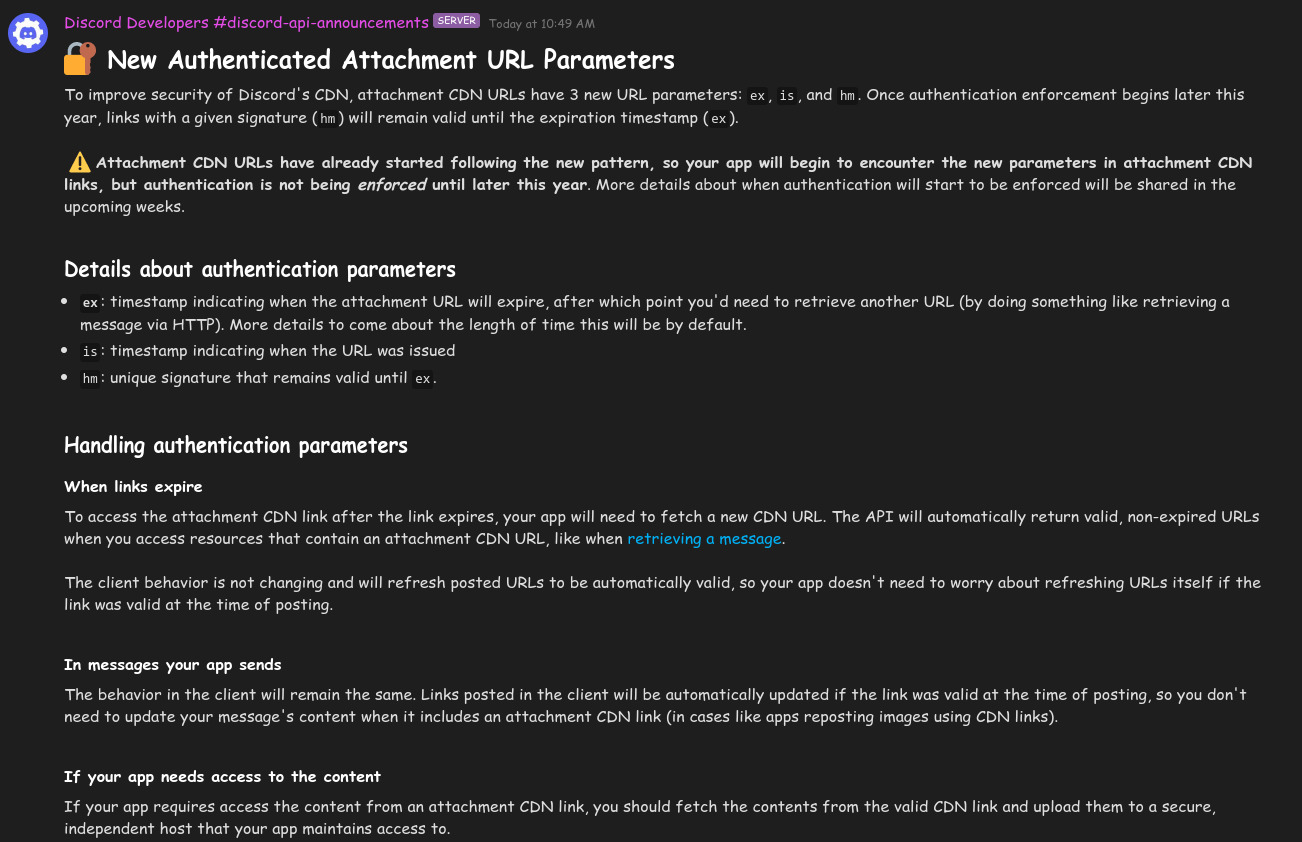 Discord Developers #discord-api-announcements SERVER Today at 10:49 AM
New Authenticated Attachment URL Parameters
To improve security of Discord's CDN, attachment CDN URLs have 3 new URL parameters: ex, is, and hm. Once authentication enforcement begins later this
year, links with a given signature (hm) will remain valid until the expiration timestamp (ex).
Attachment CDN URLs have already started following the new pattern, so your app will begin to encounter the new parameters in attachment CDN
links, but authentication is not being enforced until later this year. More details about when authentication will start to be enforced will be shared in the
upcoming weeks.
Details about authentication parameters
• ex: timestamp indicating when the attachment URL will expire, after which point you'd need to retrieve another URL (by doing something like retrieving a
message via HTTP). More details to come about the length of time this will be by default.
• is: timestamp indicating when the URL was issued
• hm: unique signature that remains valid until ex.
Handling authentication parameters
When links expire
To access the attachment CDN link after the link expires, your app will need to fetch a new CDN URL. The API will automatically return valid, non-expired URLs
when you access resources that contain an attachment CDN URL, like when retrieving a message.
The client behavior is not changing and will refresh posted URLs to be automatically valid, so your app doesn't need to worry about refreshing URLs itself if the
link was valid at the time of posting.
In messages your app sends
The behavior in the client will remain the same. Links posted in the client will be automatically updated if the link was valid at the time of posting, so you don't
need to update your message's content when it includes an attachment CDN link (in cases like apps reposting images using CDN links).
If your app needs access to the content
If your app requires access the content from an attachment CDN link, you should fetch the contents from the valid CDN link and upload them to a secure,
independent host that your app maintains access to.